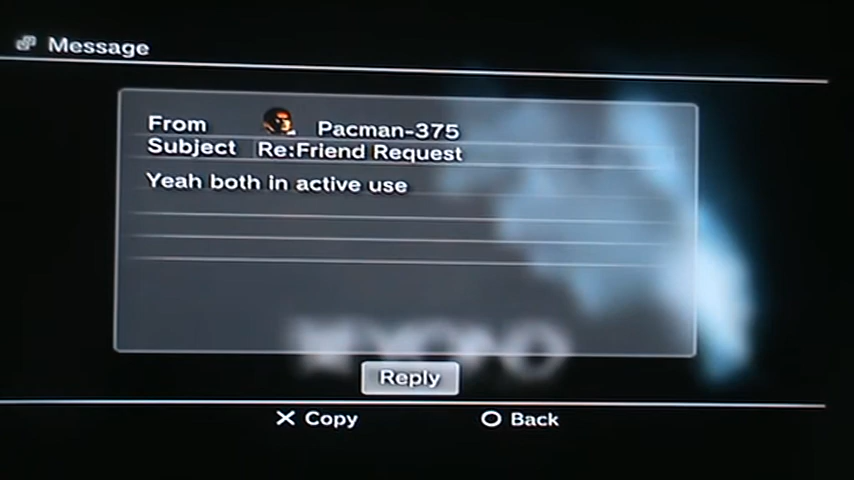 Message
From Pacman-375
Subject Re:Friend Request
Yeah both in active use
Reply
Copy
Back